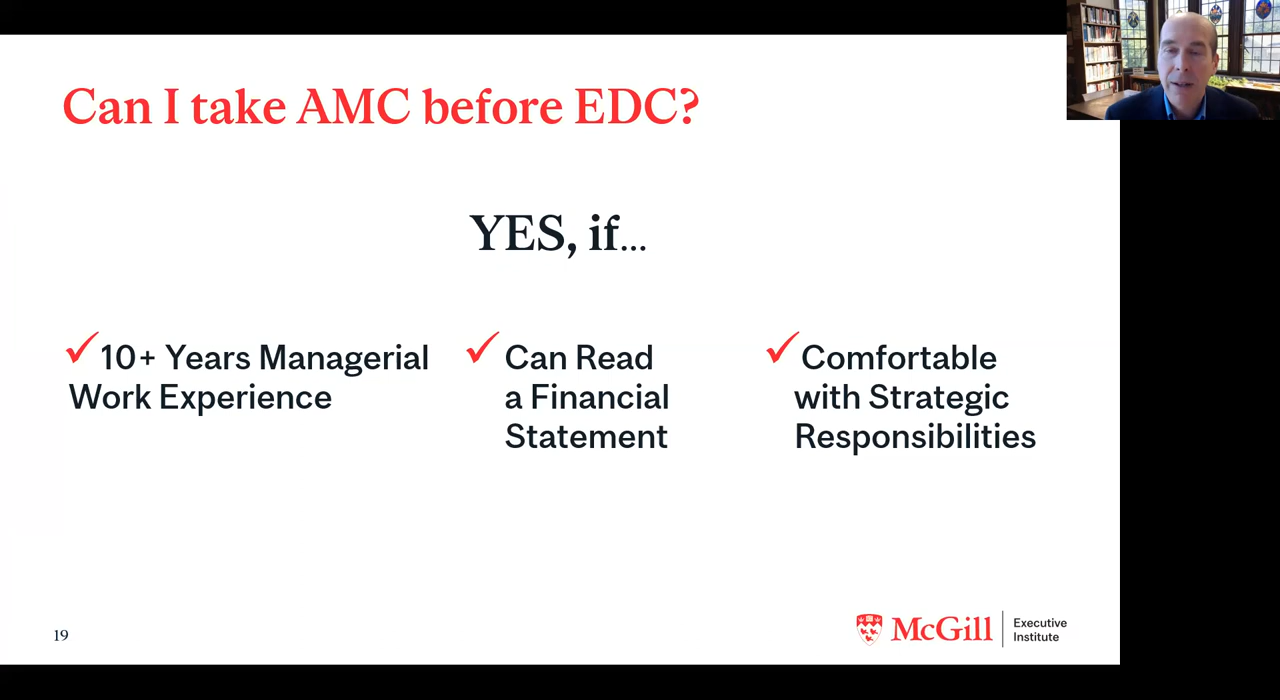 Can I take AMC before EDC?
YES, if...
✓10+ Years Managerial
Work Experience
✓ Can Read
a Financial
Statement
✓Comfortable
with Strategic
Responsibilities
19
McGill
Executive
Institute